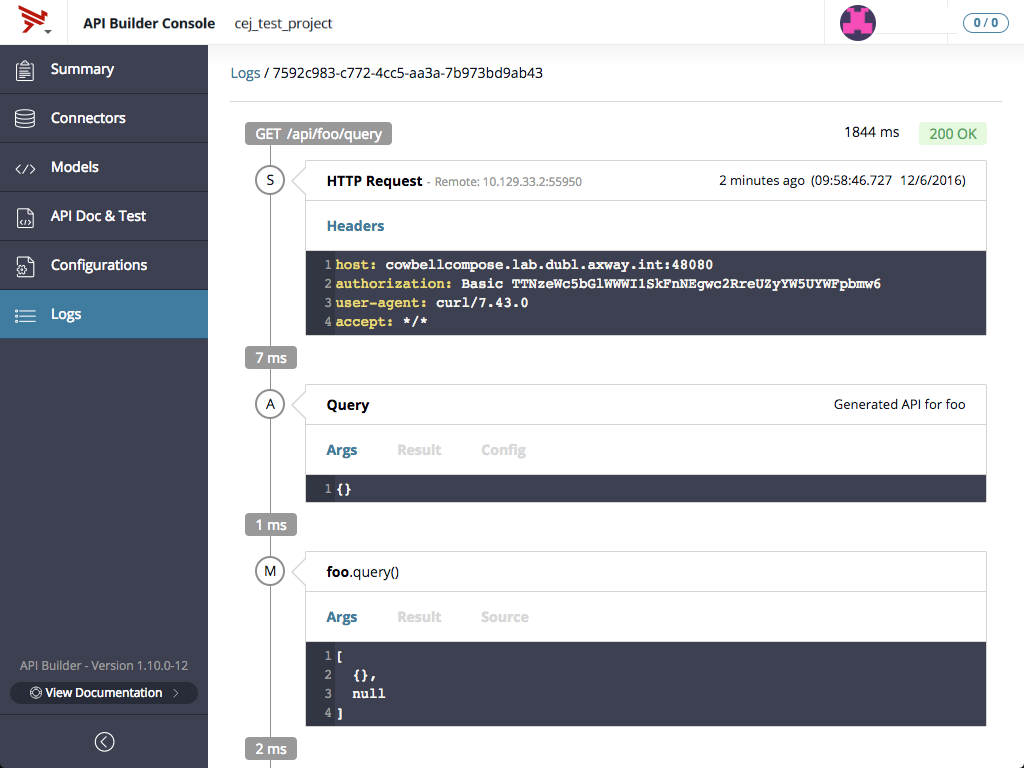 API Builder Console cej_test_project
0 / 0
Summary
Connectors
Models
API Doc & Test
Configurations
Logs
API Builder - Version 1.10.0-12
View Documentation
Logs / 7592c983-c772-4cc5-aa3a-7b973bd9ab43
GET /api/foo/query 1844 ms 200 OK
S HTTP Request - Remote: 10.129.33.2:55950 2 minutes ago (09:58:46.727 12/6/2016)
Headers
1 host: cowbellcompose.lab.dubl.axway.int:48080
2 authorization: Basic TTNzeWc5bGlWWWI1SkFnNEgwc2RreUZyYW5UYWFpbmw6
3 user-agent: curl/7.43.0
4 accept: */*
7 ms
A Query Generated API for foo
Args Result Config
1 {}
1 ms
M foo.query()
Args Result Source
1 [
2 {},
3 null
4 ]
2 ms